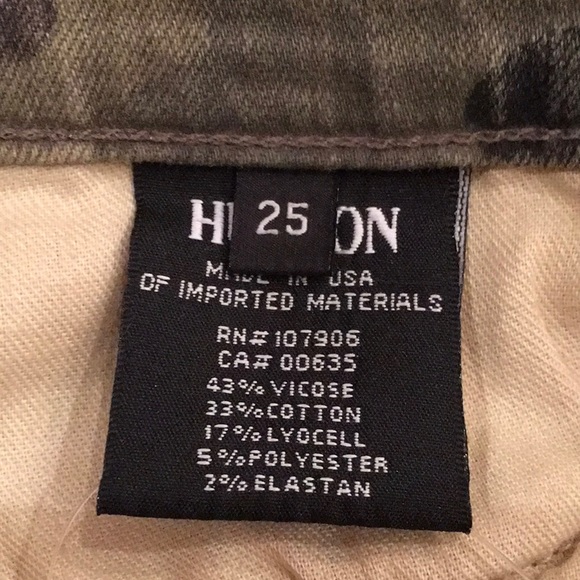 25
H ON
MADE IN USA
OF IMPORTED MATERIALS
RN#107906
CA# 00635
43%VICOSE
33%COTTON
17%LYOCELL
5%POLYESTER
2%ELASTAN